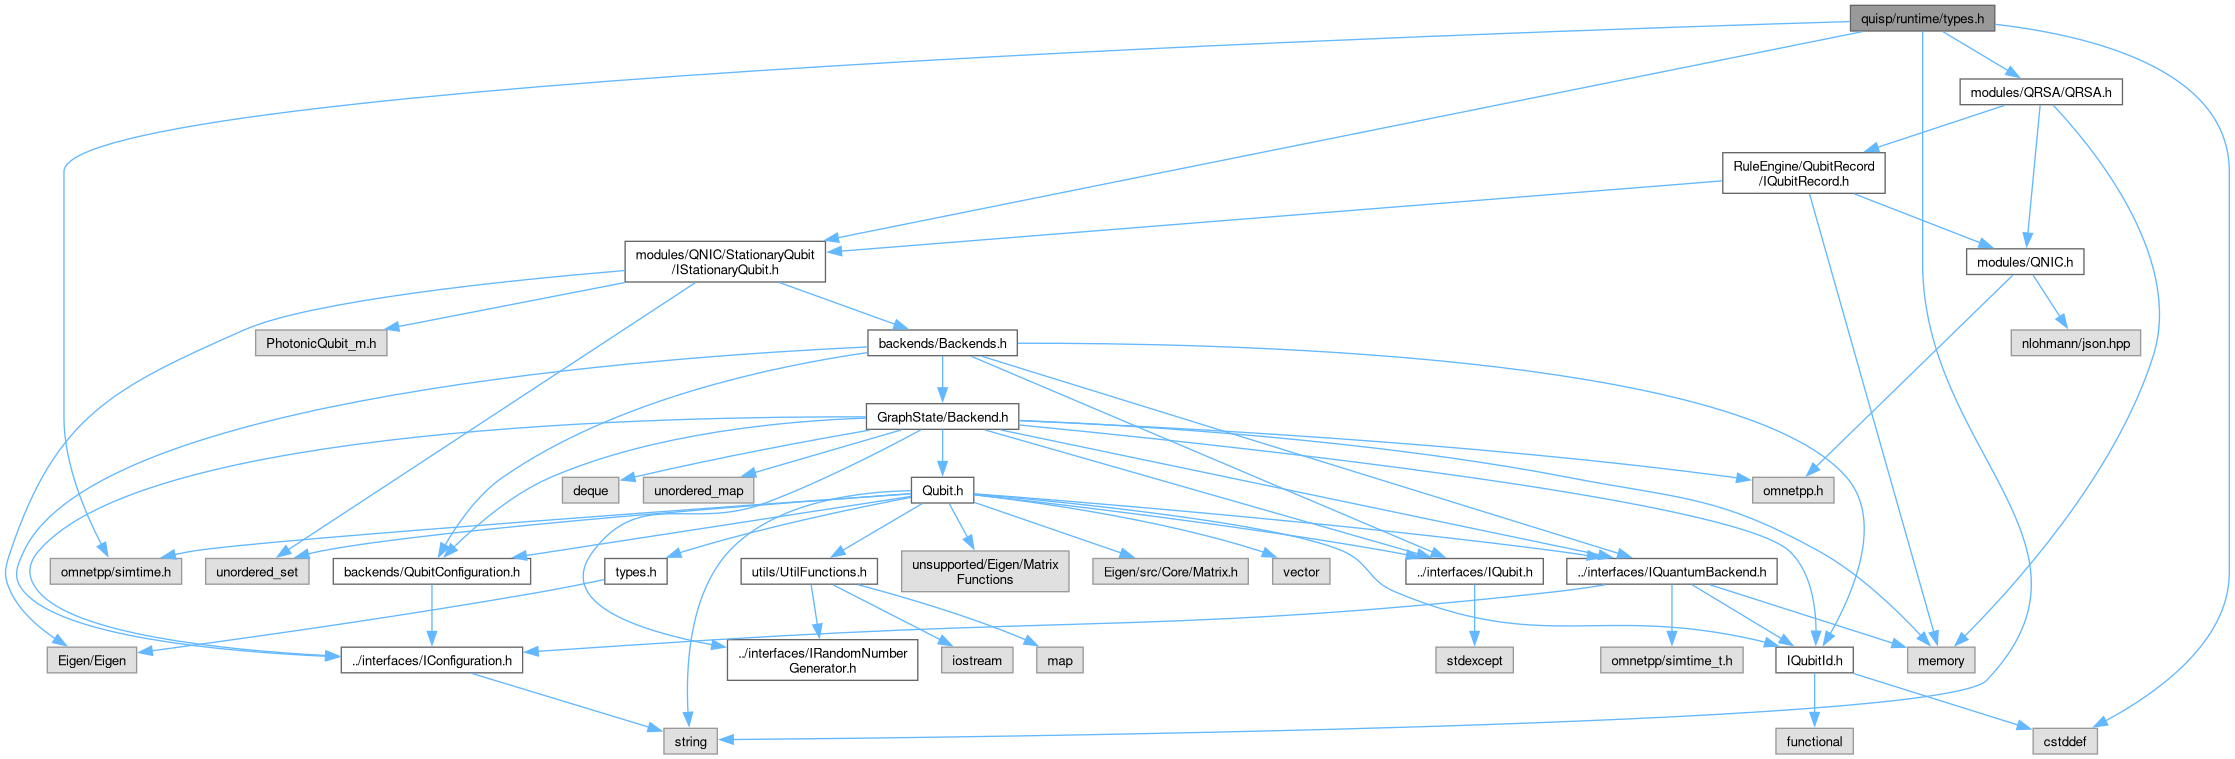 quisp/runtime/types.h
modules/QRSA/QRSA.h
RuleEngine/QubitRecord
/IQubitRecord.h
modules/QNIC/StationaryQubit
/IStationaryQubit.h
modules/QNIC.h
PhotonicQubit_m.h
backends/Backends.h
nlohmann/json.hpp
GraphState/Backend.h
deque
unordered_map
Qubit.h
omnetpp.h
omnetpp/simtime.h
unordered_set
backends/QubitConfiguration.h
types.h
utils/UtilFunctions.h
unsupported/Eigen/Matrix
Functions
Eigen/src/Core/Matrix.h
vector
../interfaces/IQubit.h
../interfaces/IQuantumBackend.h
Eigen/Eigen
../interfaces/IConfiguration.h
../interfaces/IRandomNumber
Generator.h
iostream
map
stdexcept
omnetpp/simtime_t.h
IQubitId.h
memory
string
functional
cstddef